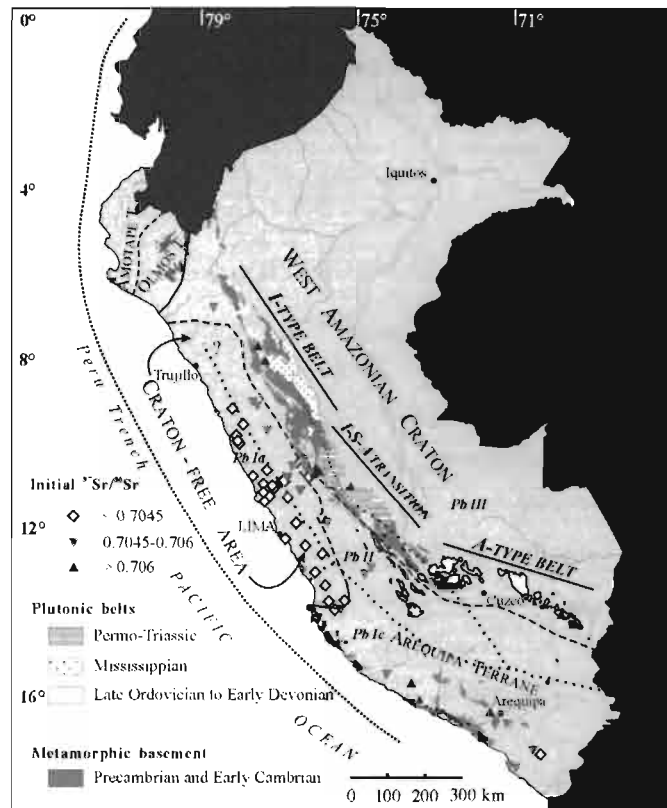 0°
79°
75°
71°
Iquitos
4°
AMOTAPE T.
OLMOS T.
WEST AMAZONIAN CRATON
I-TYPE BELT
8°
?
Trujillo
Peru Trench
CRATON - FREE AREA
I-S-A TRANSITION
Pb Ia
Pb III
Initial ⁸⁷Sr/⁸⁶Sr
0.7045
0.7045-0.706
> 0.706
12°
LIMA
Pb II
A-TYPE BELT
Cuzco
PACIFIC OCEAN
Plutonic belts
Permo-Triassic
Mississippian
Late Ordovician to Early Devonian
Pb Ic AREQUIPA TERRANE
16°
Arequipa
Metamorphic basement
Precambrian and Early Cambrian
0 100 200 300 km